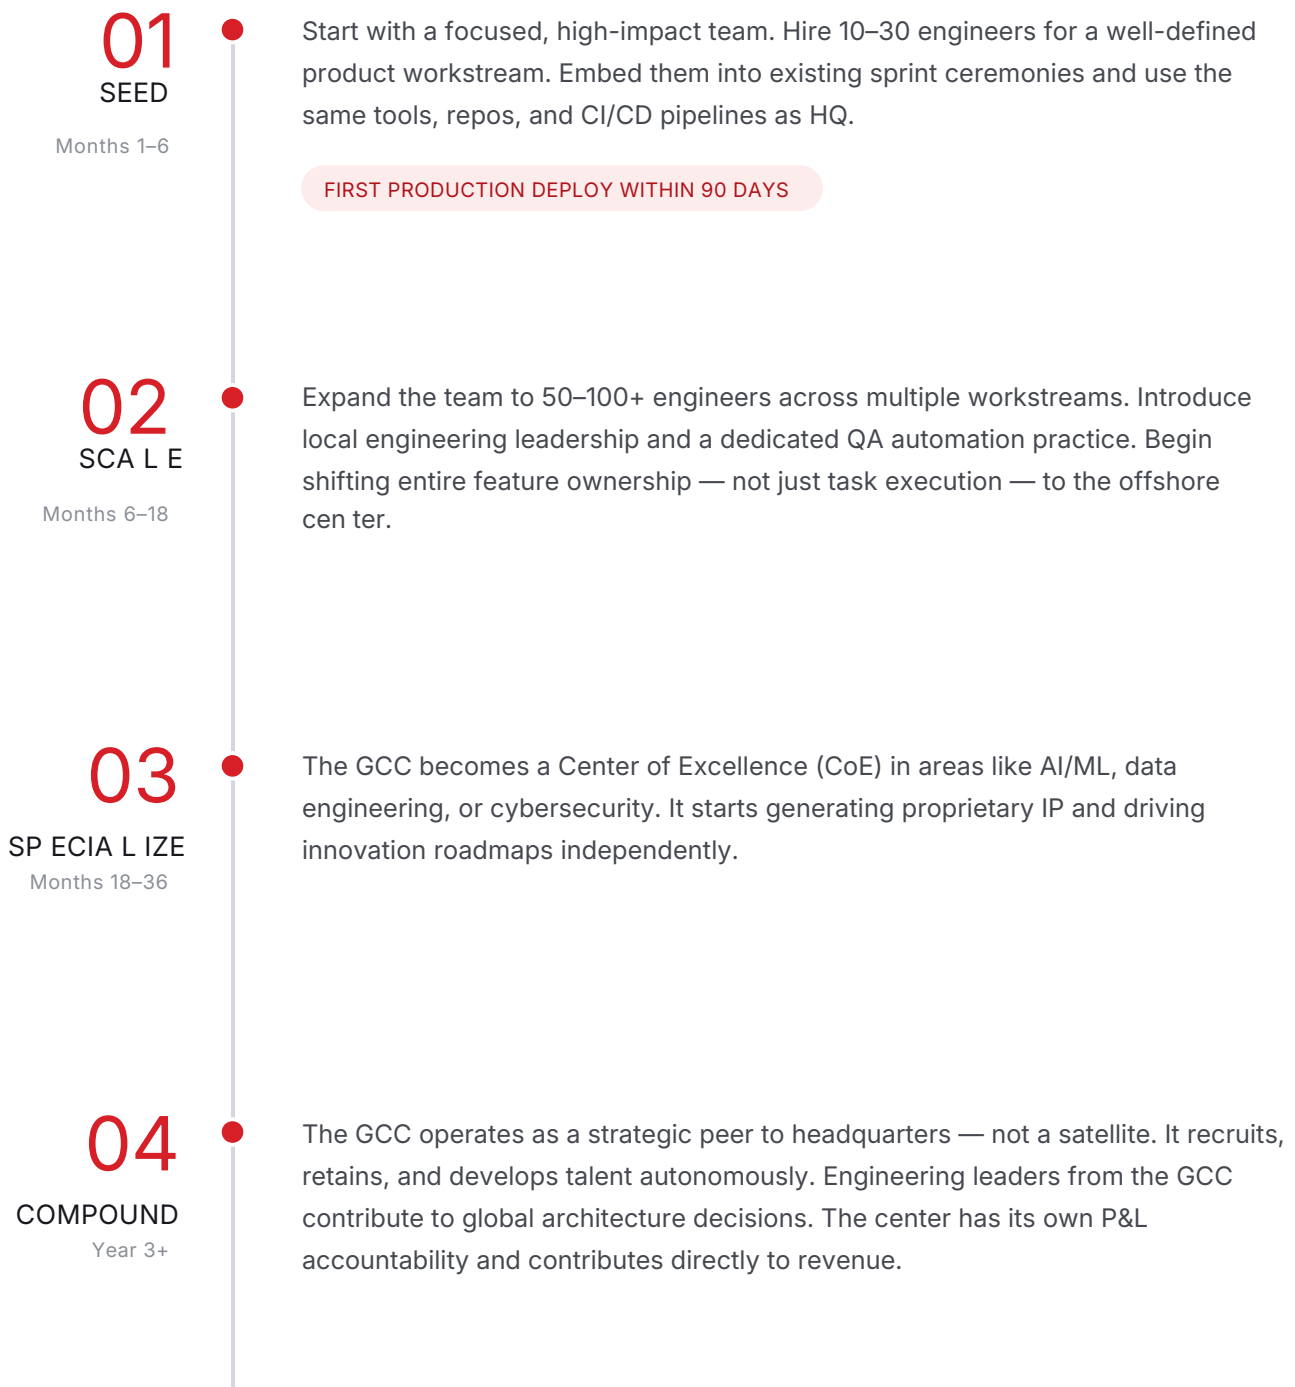 01
SEED
Months 1–6
Start with a focused, high-impact team. Hire 10–30 engineers for a well-defined
product workstream. Embed them into existing sprint ceremonies and use the
same tools, repos, and CI/CD pipelines as HQ.
FIRST PRODUCTION DEPLOY WITHIN 90 DAYS
02
SCA L E
Months 6–18
Expand the team to 50–100+ engineers across multiple workstreams. Introduce
local engineering leadership and a dedicated QA automation practice. Begin
shifting entire feature ownership — not just task execution — to the offshore
cen ter.
03
SP ECIA L IZE
Months 18–36
The GCC becomes a Center of Excellence (CoE) in areas like AI/ML, data
engineering, or cybersecurity. It starts generating proprietary IP and driving
innovation roadmaps independently.
04
COMPOUND
Year 3+
The GCC operates as a strategic peer to headquarters — not a satellite. It recruits,
retains, and develops talent autonomously. Engineering leaders from the GCC
contribute to global architecture decisions. The center has its own P&L
accountability and contributes directly to revenue.